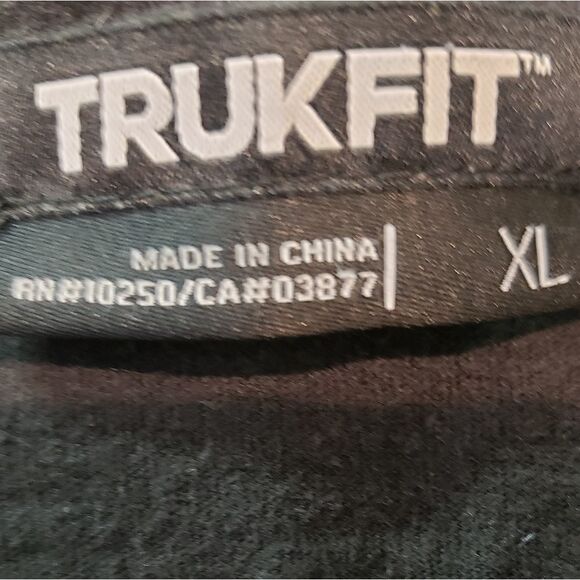 TRUKFIT™
MADE IN CHINA
RN#10250/CA#03877
XL